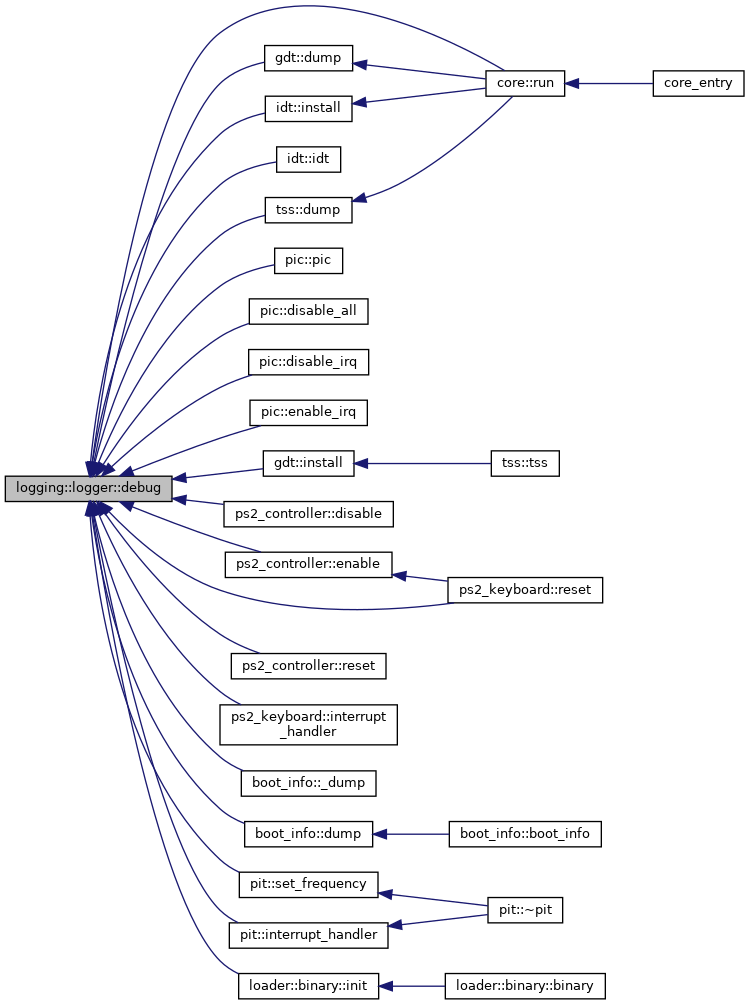 gdt::dump
core::run
core_entry
idt::install
idt::idt
tss::dump
pic::pic
pic::disable_all
pic::disable_irq
pic::enable_irq
gdt::install
tss::tss
logging::logger::debug
ps2_controller::disable
ps2_controller::enable
ps2_keyboard::reset
ps2_controller::reset
ps2_keyboard::interrupt
_handler
boot_info::_dump
boot_info::dump
boot_info::boot_info
pit::set_frequency
pit::~pit
pit::interrupt_handler
loader::binary::init
loader::binary::binary